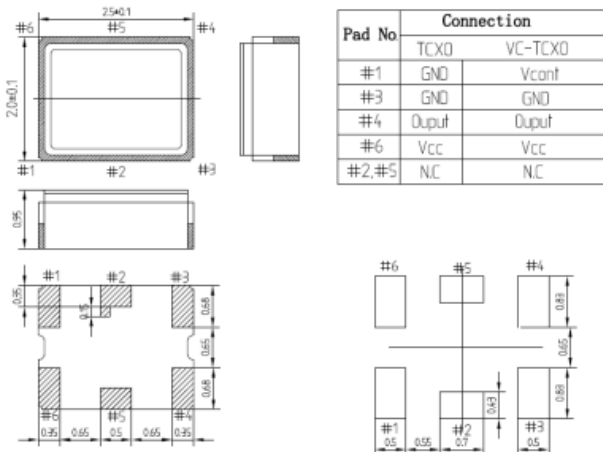 2.5±0.1
#6 #5 #4
2.0±0.1
#1 #2 #3
0.95
#1 #2 #3
0.35
0.15
0.68
0.65
0.68
#6 #5 #4
0.35 0.65 0.5 0.65 0.35
Pad No Connection
TCXO VC-TCXO
#1 GND Vcont
#3 GND GND
#4 Ouput Ouput
#6 Vcc Vcc
#2,#5 N.C N.C
#6 #5 #4
0.83
0.65
0.83
0.43
#1 #2 #3
0.5 0.55 0.7 0.5